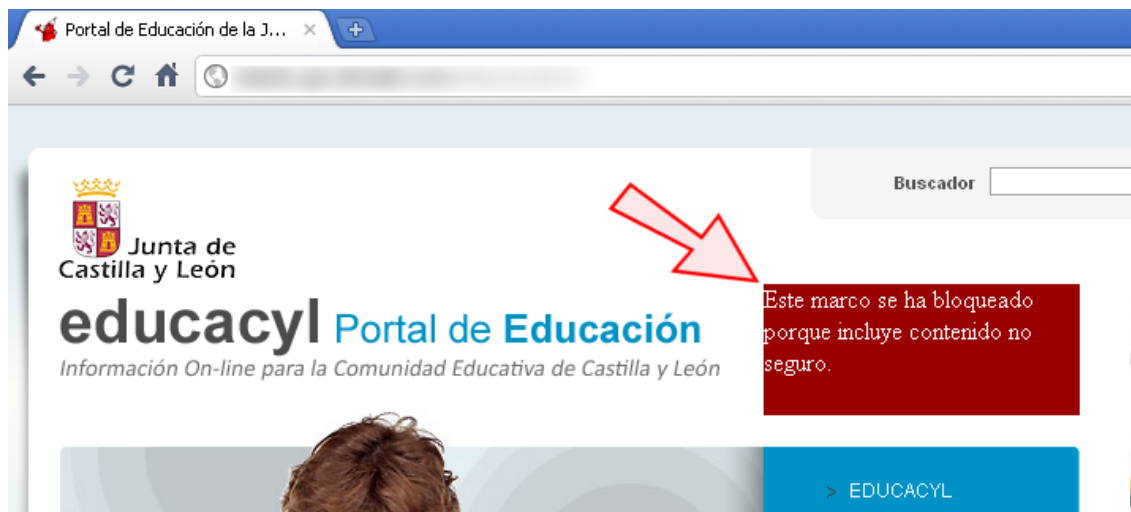 Portal de Educación de la J...
Buscador
Junta de
Castilla y León
educacyl Portal de Educación
Información On-line para la Comunidad Educativa de Castilla y León
Este marco se ha bloqueado
porque incluye contenido no
seguro.
> EDUCACYL